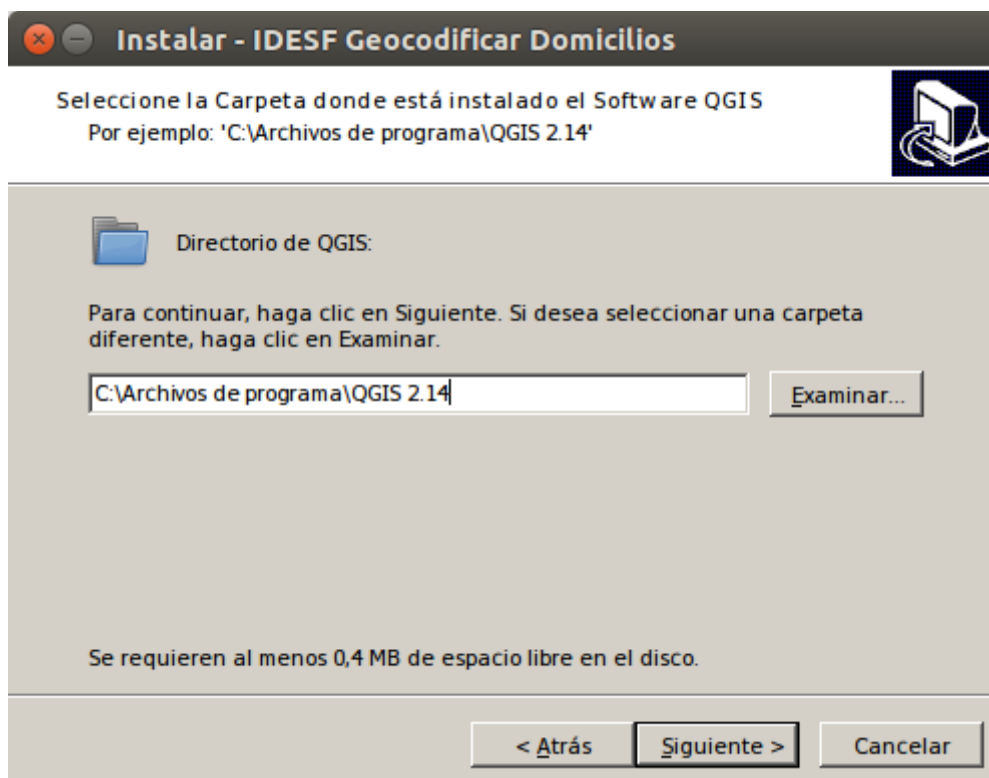 Instalar - IDESF Geocodificar Domicilios
Seleccione la Carpeta donde está instalado el Software QGIS
Por ejemplo: 'C:\Archivos de programa\QGIS 2.14'
Directorio de QGIS:
Para continuar, haga clic en Siguiente. Si desea seleccionar una carpeta
diferente, haga clic en Examinar.
C:\Archivos de programa\QGIS 2.14
Examinar...
Se requieren al menos 0,4 MB de espacio libre en el disco.
< Atrás
Siguiente >
Cancelar